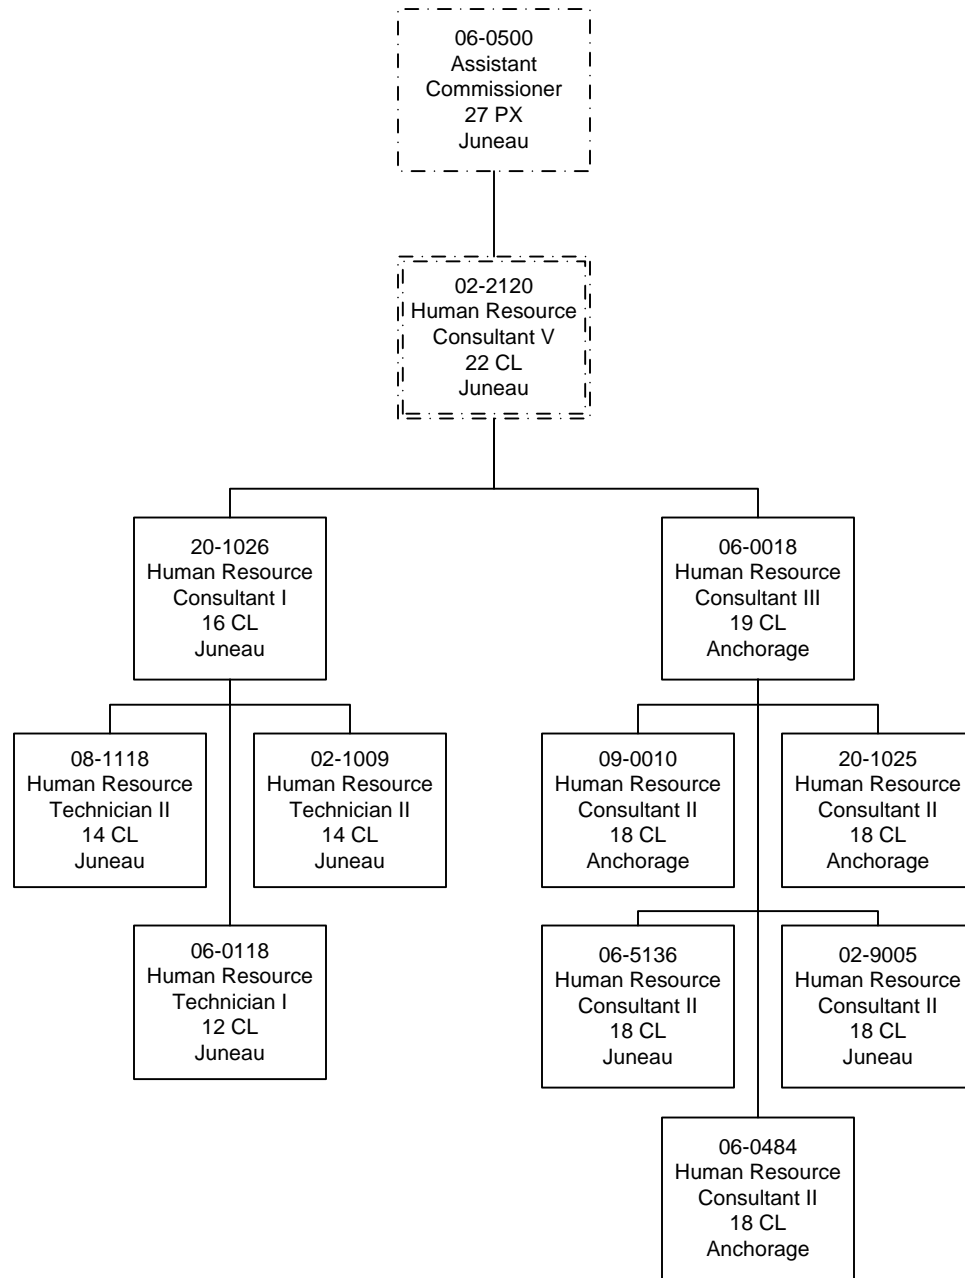 06-0500
Assistant
Commissioner
27 PX
Juneau
02-2120
Human Resource
Consultant V
22 CL
Juneau
20-1026
Human Resource
Consultant I
16 CL
Juneau
06-0018
Human Resource
Consultant III
19 CL
Anchorage
08-1118
Human Resource
Technician II
14 CL
Juneau
02-1009
Human Resource
Technician II
14 CL
Juneau
09-0010
Human Resource
Consultant II
18 CL
Anchorage
20-1025
Human Resource
Consultant II
18 CL
Anchorage
06-0118
Human Resource
Technician I
12 CL
Juneau
06-5136
Human Resource
Consultant II
18 CL
Juneau
02-9005
Human Resource
Consultant II
18 CL
Juneau
06-0484
Human Resource
Consultant II
18 CL
Anchorage